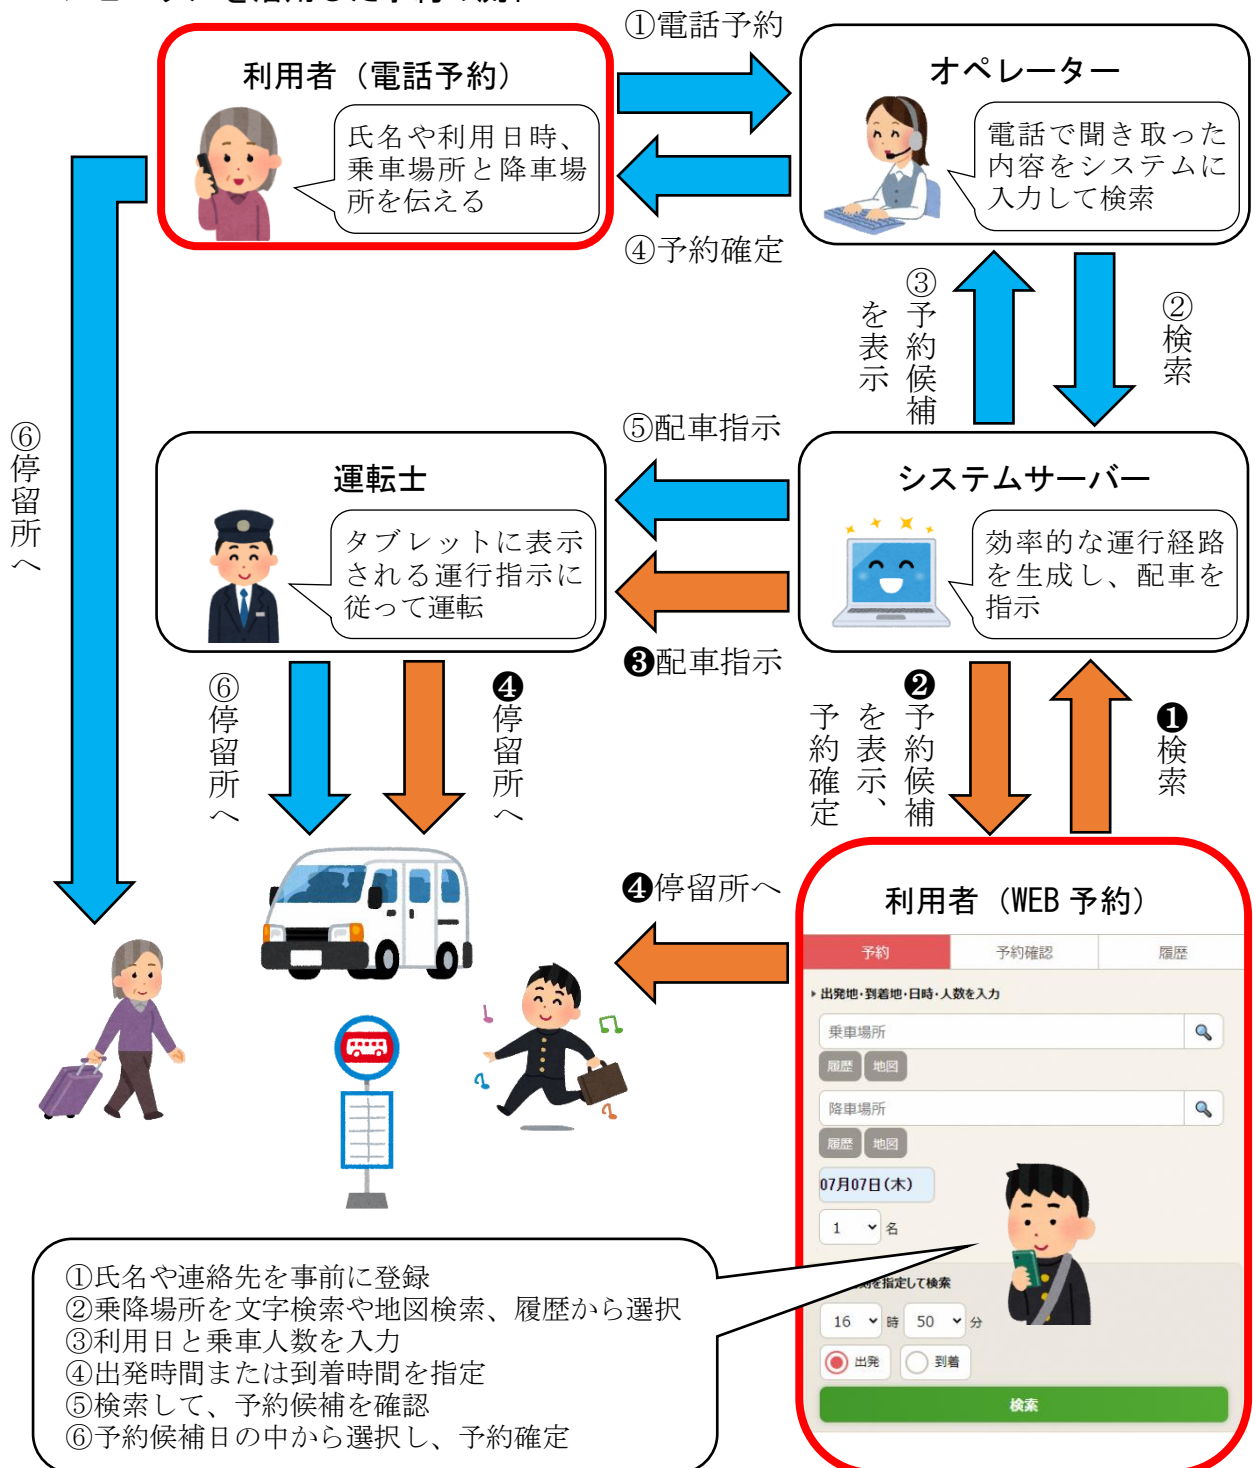 ①電話予約
利用者（電話予約）
氏名や利用日時、
乗車場所と降車場
所を伝える
オペレーター
電話で聞き取った
内容をシステムに
入力して検索
④予約確定
③予約候補
を表示
②検索
⑥停留所へ
⑤配車指示
運転士
タブレットに表示
される運行指示に
従って運転
システムサーバー
効率的な運行経路
を生成し、配車を
指示
❸配車指示
⑥停留所へ
❹停留所へ
❷予約候補
を表示、
予約確定
❶検索
❹停留所へ
利用者（WEB 予約）
予約 予約確認 履歴
出発地・到着地・日時・人数を入力
乗車場所
履歴 地図
降車場所
履歴 地図
07月07日(木)
1 名
を指定して検索
16 時 50 分
出発 到着
検索
①氏名や連絡先を事前に登録
②乗降場所を文字検索や地図検索、履歴から選択
③利用日と乗車人数を入力
④出発時間または到着時間を指定
⑤検索して、予約候補を確認
⑥予約候補日の中から選択し、予約確定